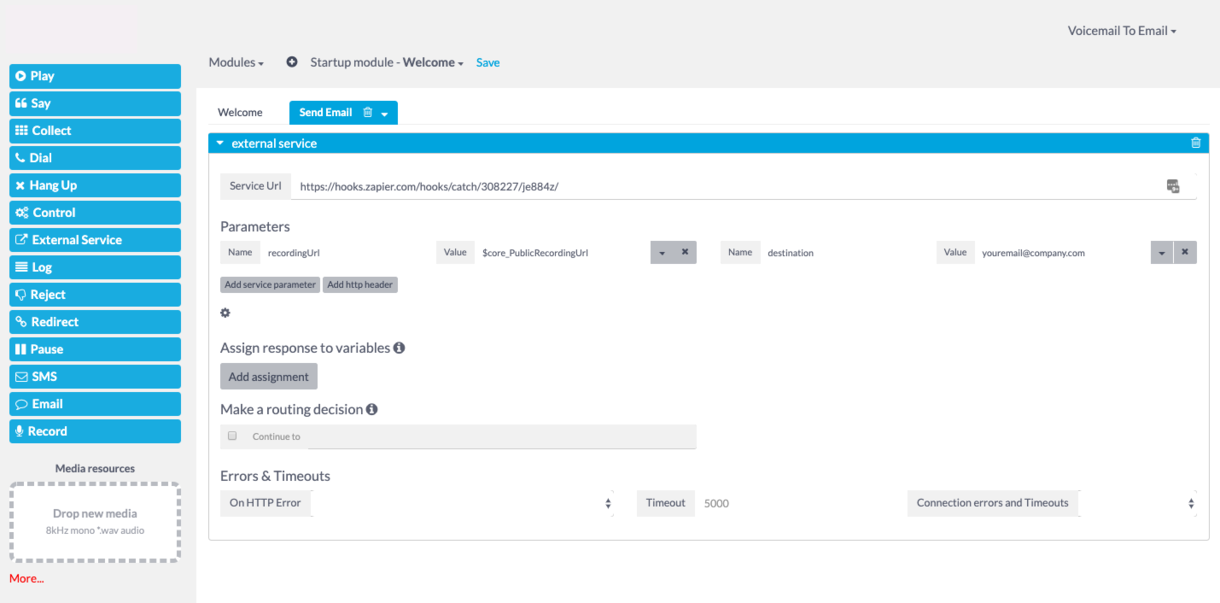 Voicemail To Email
Modules
Startup module - Welcome
Save
Play
Say
Collect
Dial
Hang Up
Control
External Service
Log
Reject
Redirect
Pause
SMS
Email
Record
Media resources
Drop new media
8kHz mono *.wav audio
More...
Welcome
Send Email
external service
Service Url https://hooks.zapier.com/hooks/catch/308227/je884z/
Parameters
Name recordingUrl Value $core_PublicRecordingUrl Name destination Value youremail@company.com
Add service parameter Add http header
Assign response to variables
Add assignment
Make a routing decision
Continue to
Errors & Timeouts
On HTTP Error Timeout 5000 Connection errors and Timeouts